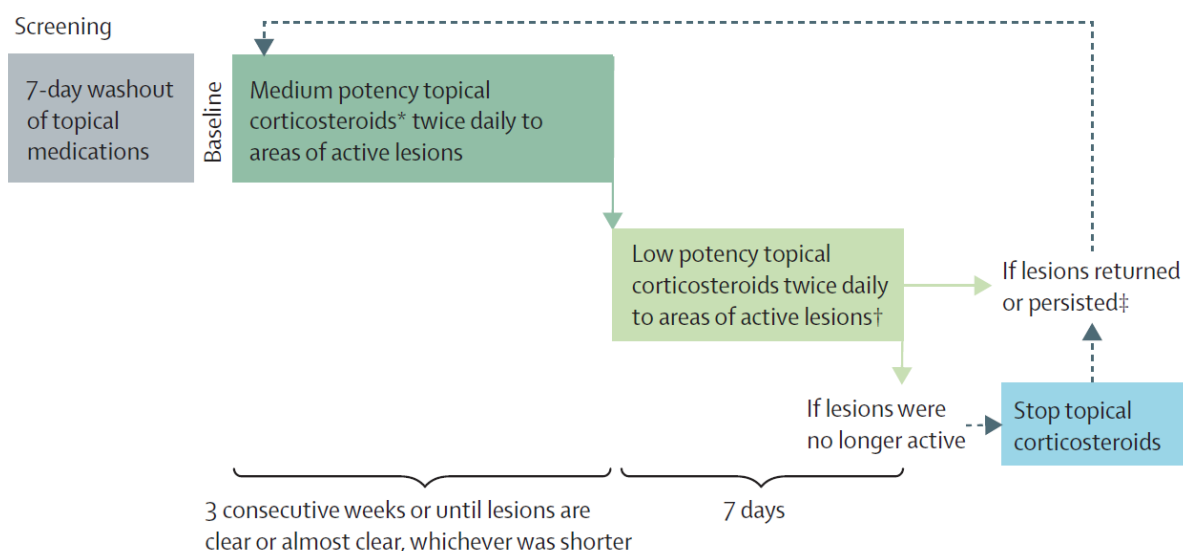 Screening
7-day washout
of topical
medications
Baseline
Medium potency topical
corticosteroids* twice daily to
areas of active lesions
Low potency topical
corticosteroids twice daily
to areas of active lesions†
If lesions returned
or persisted‡
If lesions were
no longer active
Stop topical
corticosteroids
3 consecutive weeks or until lesions are
clear or almost clear, whichever was shorter
7 days